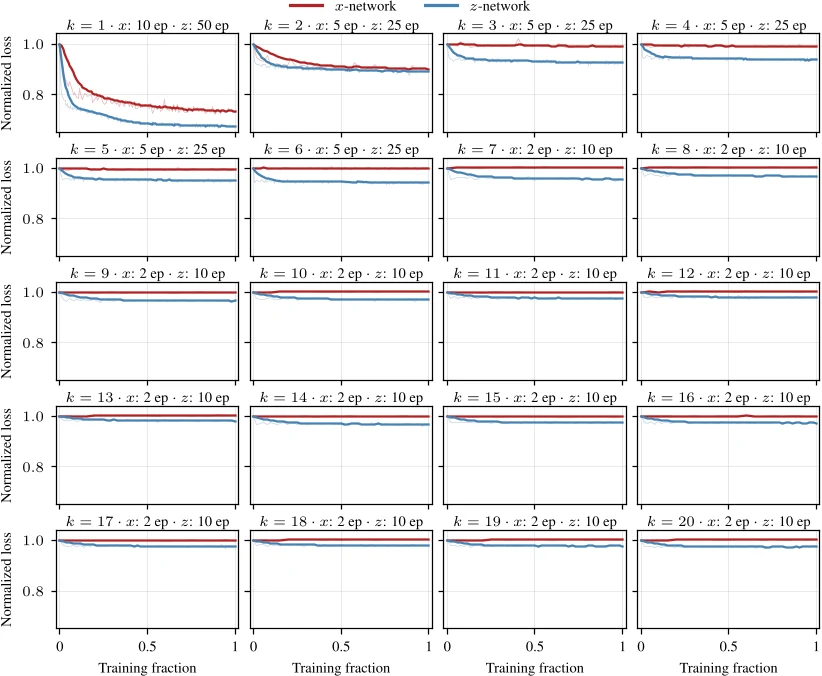 x-network z-network
k = 1 · x: 10 ep · z: 50 ep k = 2 · x: 5 ep · z: 25 ep k = 3 · x: 5 ep · z: 25 ep k = 4 · x: 5 ep · z: 25 ep
Normalized loss
1.0
0.8
k = 5 · x: 5 ep · z: 25 ep k = 6 · x: 5 ep · z: 25 ep k = 7 · x: 2 ep · z: 10 ep k = 8 · x: 2 ep · z: 10 ep
Normalized loss
1.0
0.8
k = 9 · x: 2 ep · z: 10 ep k = 10 · x: 2 ep · z: 10 ep k = 11 · x: 2 ep · z: 10 ep k = 12 · x: 2 ep · z: 10 ep
Normalized loss
1.0
0.8
k = 13 · x: 2 ep · z: 10 ep k = 14 · x: 2 ep · z: 10 ep k = 15 · x: 2 ep · z: 10 ep k = 16 · x: 2 ep · z: 10 ep
Normalized loss
1.0
0.8
k = 17 · x: 2 ep · z: 10 ep k = 18 · x: 2 ep · z: 10 ep k = 19 · x: 2 ep · z: 10 ep k = 20 · x: 2 ep · z: 10 ep
Normalized loss
1.0
0.8
0 0.5 1 0 0.5 1 0 0.5 1 0 0.5 1
Training fraction Training fraction Training fraction Training fraction